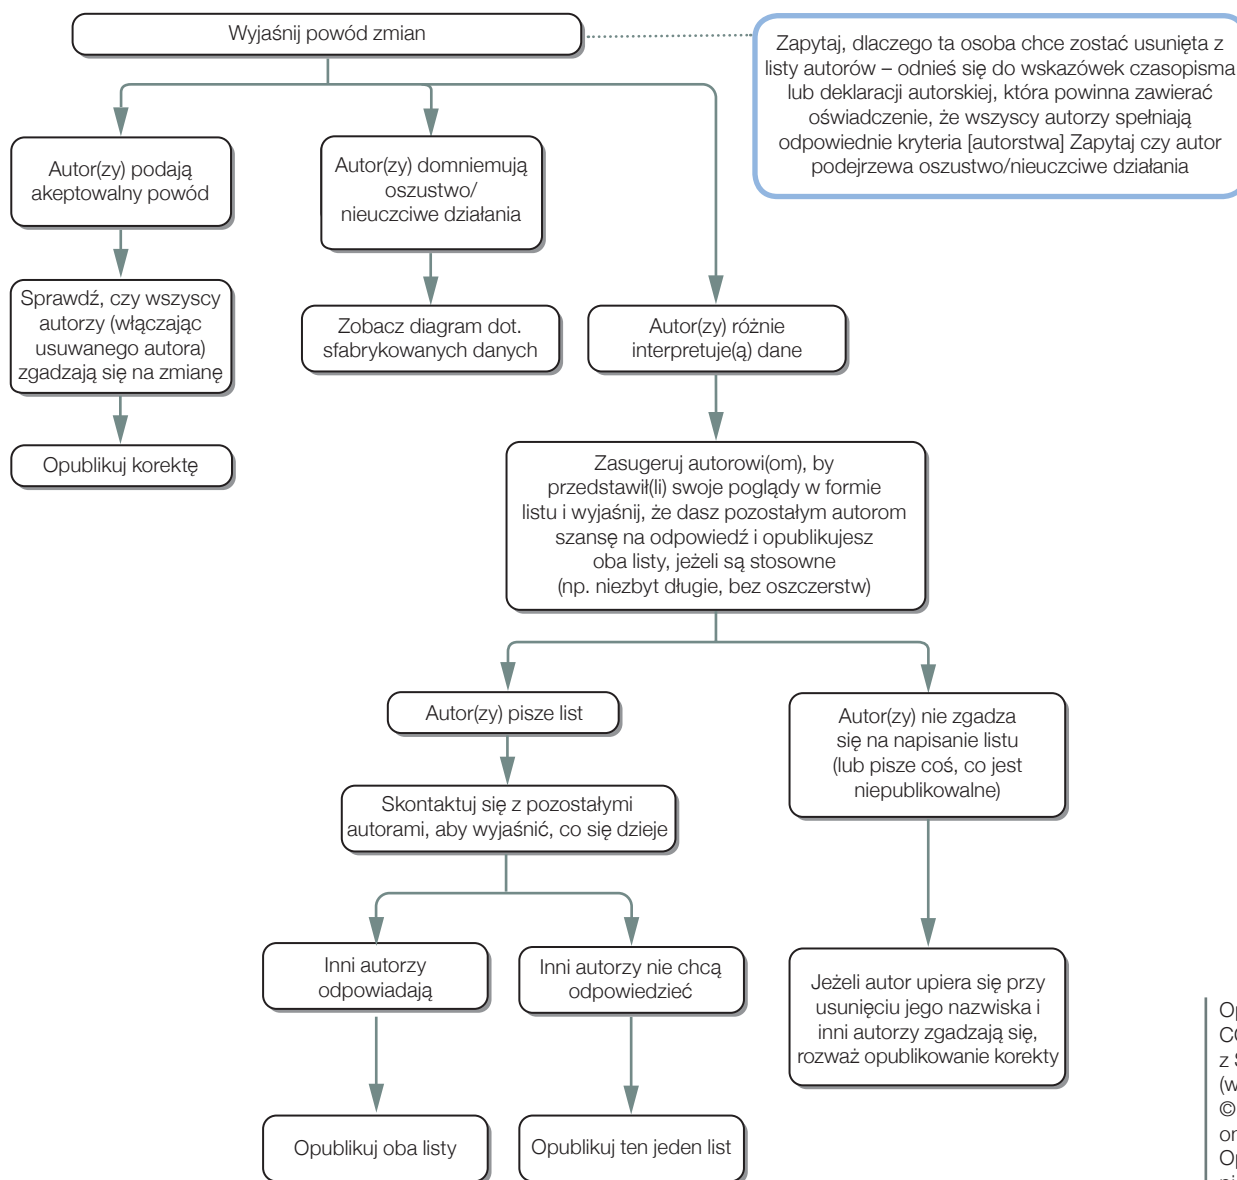 Wyjaśnij powód zmian
Zapytaj, dlaczego ta osoba chce zostać usunięta z
listy autorów – odnieś się do wskazówek czasopisma
lub deklaracji autorskiej, która powinna zawierać
oświadczenie, że wszyscy autorzy spełniają
odpowiednie kryteria [autorstwa] Zapytaj czy autor
podejrzewa oszustwo/nieuczciwe działania
Autor(zy) podają
akceptowalny powód
Autor(zy) domniemują
oszustwo/
nieuczciwe działania
Sprawdź, czy wszyscy
autorzy (włączając
usuwanego autora)
zgadzają się na zmianę
Zobacz diagram dot.
sfabrykowanych danych
Autor(zy) różnie
interpretuje(ą) dane
Opublikuj korektę
Zasugeruj autorowi(om), by
przedstawił(li) swoje poglądy w formie
listu i wyjaśnij, że dasz pozostałym autorom
szansę na odpowiedź i opublikujesz
oba listy, jeżeli są stosowne
(np. niezbyt długie, bez oszczerstw)
Autor(zy) pisze list
Autor(zy) nie zgadza
się na napisanie listu
(lub pisze coś, co jest
niepublikowalne)
Skontaktuj się z pozostałymi
autorami, aby wyjaśnić, co się dzieje
Inni autorzy
odpowiadają
Inni autorzy nie chcą
odpowiedzieć
Jeżeli autor upiera się przy
usunięciu jego nazwiska i
inni autorzy zgadzają się,
rozważ opublikowanie korekty
Opublikuj oba listy
Opublikuj ten jeden list
z
©